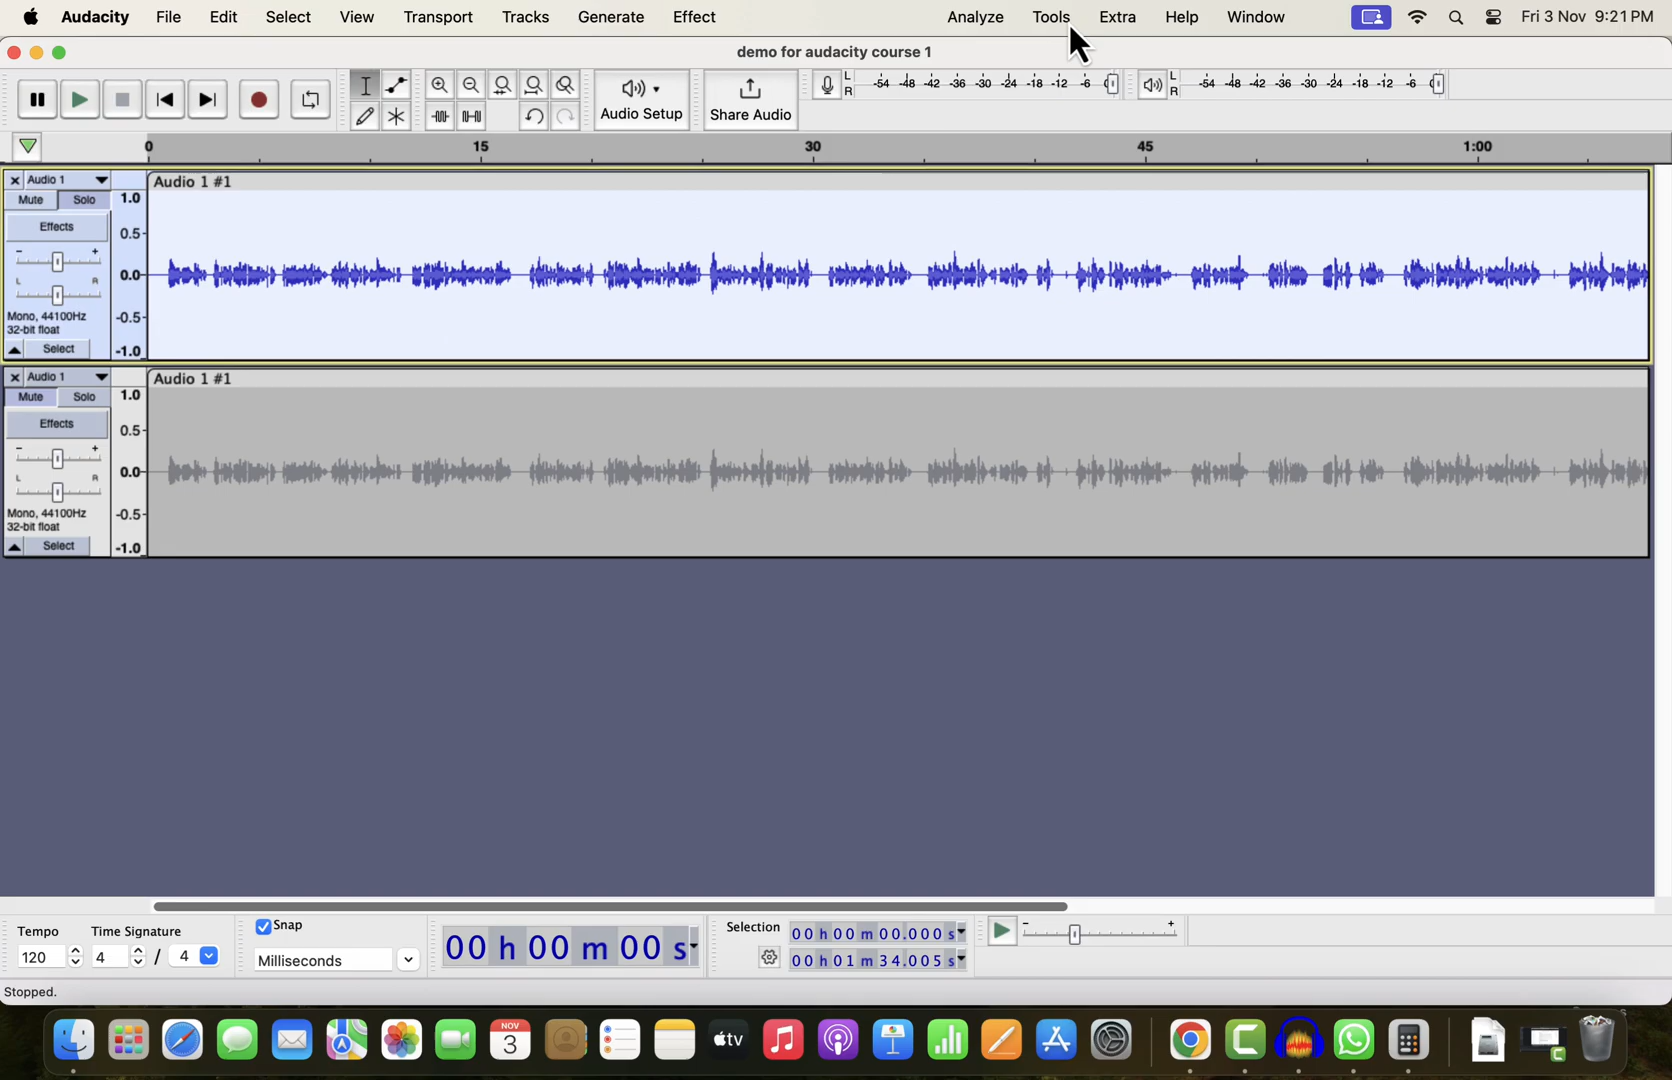 Audacity File Edit Select View Transport Tracks Generate Effect Analyze Tools Extra Help Window Fri 3 Nov 9:21 PM
demo for audacity course 1
L -54 -48 -42 -36 -30 -24 -18 -12 -6 0 L -54 -48 -42 -36 -30 -24 -18 -12 -6 0
R R
Audio Setup Share Audio
0 15 30 45 1:00
× Audio 1 Audio 1 #1
Mute Solo 1.0
Effects 0.5
- + 0.0
L R
Mono, 44100Hz -0.5
32-bit float
Select -1.0
× Audio 1 Audio 1 #1
Mute Solo 1.0
Effects 0.5
- + 0.0
L R
Mono, 44100Hz -0.5
32-bit float
Select -1.0
Tempo Time Signature Snap Selection 00 h 00 m 00.000 s - +
120 4 / 4 Milliseconds 00 h 00 m 00 s 00 h 01 m 34.005 s
Stopped.
NOV
3
tv